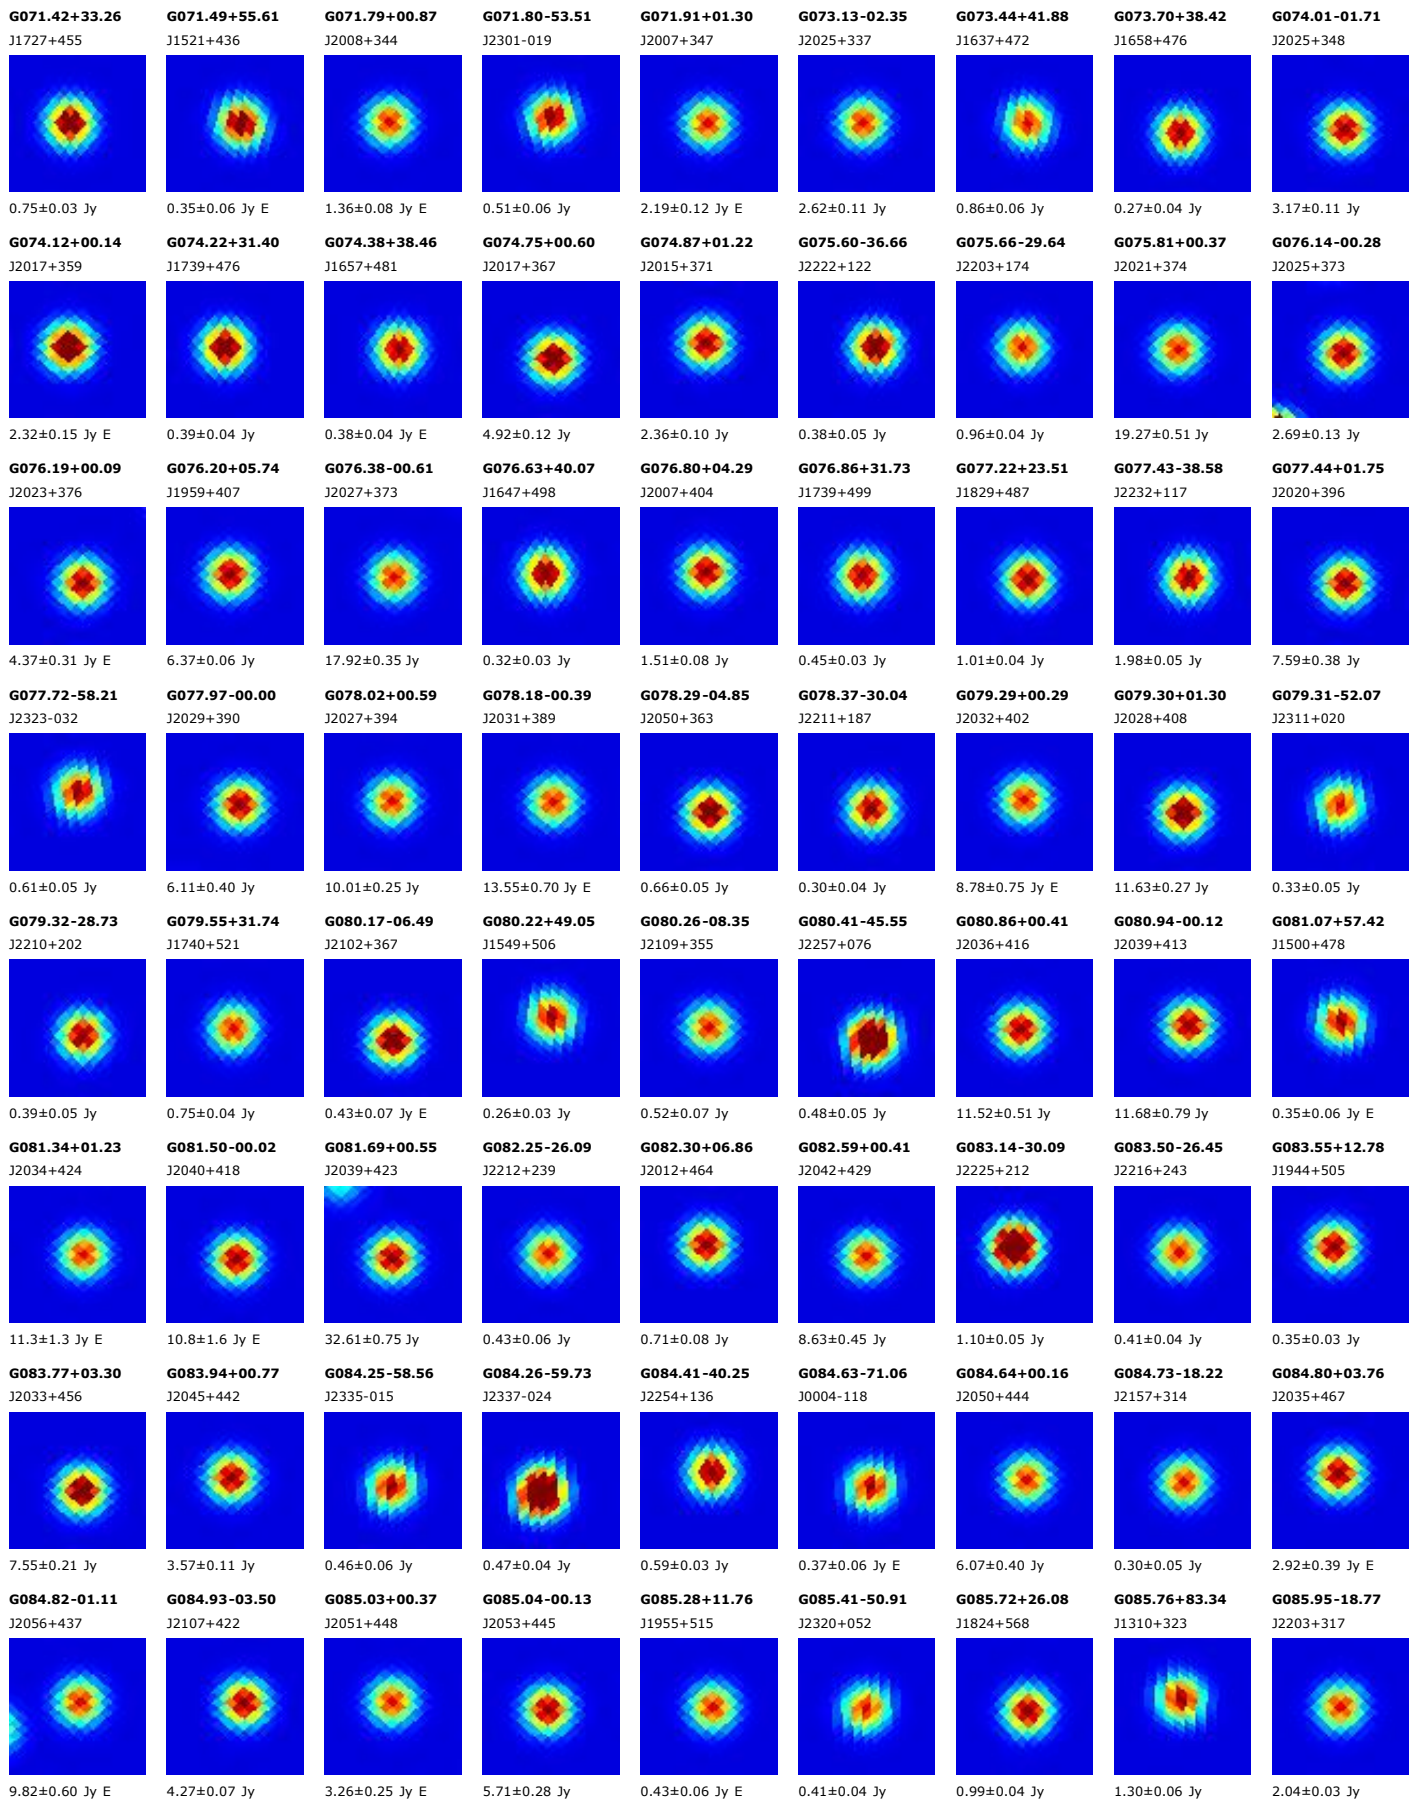 G071.42+33.26 G071.49+55.61 G071.79+00.87 G071.80-53.51 G071.91+01.30 G073.13-02.35 G073.44+41.88 G073.70+38.42 G074.01-01.71
J1727+455 J1521+436 J2008+344 J2301-019 J2007+347 J2025+337 J1637+472 J1658+476 J2025+348
0.75±0.03 Jy 0.35±0.06 Jy E 1.36±0.08 Jy E 0.51±0.06 Jy 2.19±0.12 Jy E 2.62±0.11 Jy 0.86±0.06 Jy 0.27±0.04 Jy 3.17±0.11 Jy
G074.12+00.14 G074.22+31.40 G074.38+38.46 G074.75+00.60 G074.87+01.22 G075.60-36.66 G075.66-29.64 G075.81+00.37 G076.14-00.28
J2017+359 J1739+476 J1657+481 J2017+367 J2015+371 J2222+122 J2203+174 J2021+374 J2025+373
2.32±0.15 Jy E 0.39±0.04 Jy 0.38±0.04 Jy E 4.92±0.12 Jy 2.36±0.10 Jy 0.38±0.05 Jy 0.96±0.04 Jy 19.27±0.51 Jy 2.69±0.13 Jy
G076.19+00.09 G076.20+05.74 G076.38-00.61 G076.63+40.07 G076.80+04.29 G076.86+31.73 G077.22+23.51 G077.43-38.58 G077.44+01.75
J2023+376 J1959+407 J2027+373 J1647+498 J2007+404 J1739+499 J1829+487 J2232+117 J2020+396
4.37±0.31 Jy E 6.37±0.06 Jy 17.92±0.35 Jy 0.32±0.03 Jy 1.51±0.08 Jy 0.45±0.03 Jy 1.01±0.04 Jy 1.98±0.05 Jy 7.59±0.38 Jy
G077.72-58.21 G077.97-00.00 G078.02+00.59 G078.18-00.39 G078.29-04.85 G078.37-30.04 G079.29+00.29 G079.30+01.30 G079.31-52.07
J2323-032 J2029+390 J2027+394 J2031+389 J2050+363 J2211+187 J2032+402 J2028+408 J2311+020
0.61±0.05 Jy 6.11±0.40 Jy 10.01±0.25 Jy 13.55±0.70 Jy E 0.66±0.05 Jy 0.30±0.04 Jy 8.78±0.75 Jy E 11.63±0.27 Jy 0.33±0.05 Jy
G079.32-28.73 G079.55+31.74 G080.17-06.49 G080.22+49.05 G080.26-08.35 G080.41-45.55 G080.86+00.41 G080.94-00.12 G081.07+57.42
J2210+202 J1740+521 J2102+367 J1549+506 J2109+355 J2257+076 J2036+416 J2039+413 J1500+478
0.39±0.05 Jy 0.75±0.04 Jy 0.43±0.07 Jy E 0.26±0.03 Jy 0.52±0.07 Jy 0.48±0.05 Jy 11.52±0.51 Jy 11.68±0.79 Jy 0.35±0.06 Jy E
G081.34+01.23 G081.50-00.02 G081.69+00.55 G082.25-26.09 G082.30+06.86 G082.59+00.41 G083.14-30.09 G083.50-26.45 G083.55+12.78
J2034+424 J2040+418 J2039+423 J2212+239 J2012+464 J2042+429 J2225+212 J2216+243 J1944+505
11.3±1.3 Jy E 10.8±1.6 Jy E 32.61±0.75 Jy 0.43±0.06 Jy 0.71±0.08 Jy 8.63±0.45 Jy 1.10±0.05 Jy 0.41±0.04 Jy 0.35±0.03 Jy
G083.77+03.30 G083.94+00.77 G084.25-58.56 G084.26-59.73 G084.41-40.25 G084.63-71.06 G084.64+00.16 G084.73-18.22 G084.80+03.76
J2033+456 J2045+442 J2335-015 J2337-024 J2254+136 J0004-118 J2050+444 J2157+314 J2035+467
7.55±0.21 Jy 3.57±0.11 Jy 0.46±0.06 Jy 0.47±0.04 Jy 0.59±0.03 Jy 0.37±0.06 Jy E 6.07±0.40 Jy 0.30±0.05 Jy 2.92±0.39 Jy E
G084.82-01.11 G084.93-03.50 G085.03+00.37 G085.04-00.13 G085.28+11.76 G085.41-50.91 G085.72+26.08 G085.76+83.34 G085.95-18.77
J2056+437 J2107+422 J2051+448 J2053+445 J1955+515 J2320+052 J1824+568 J1310+323 J2203+317
9.82±0.60 Jy E 4.27±0.07 Jy 3.26±0.25 Jy E 5.71±0.28 Jy 0.43±0.06 Jy E 0.41±0.04 Jy 0.99±0.04 Jy 1.30±0.06 Jy 2.04±0.03 Jy